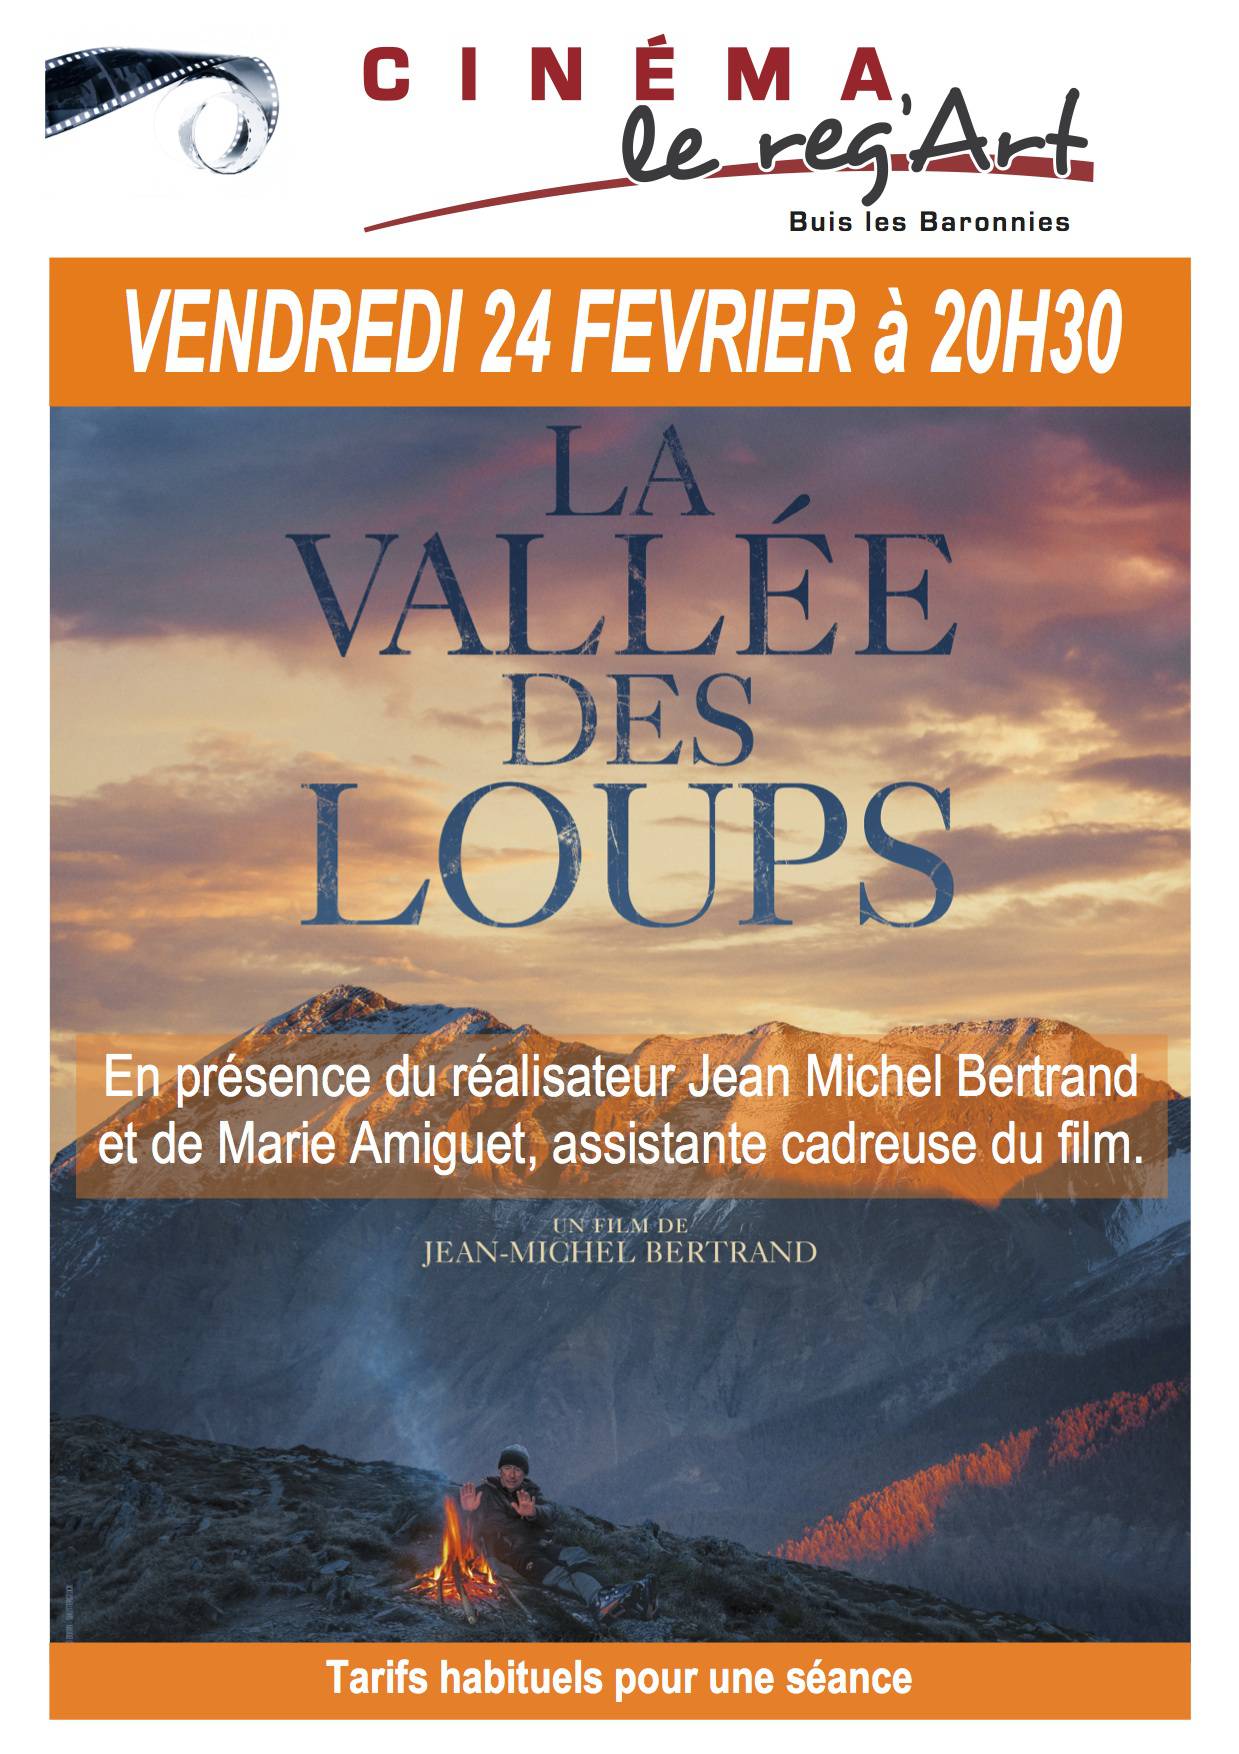 CINÉMA
le reg'Art
Buis les Baronnies
VENDREDI 24 FEVRIER à 20H30
LA
VALLÉE
DES
LOUPS
En présence du réalisateur Jean Michel Bertrand
et de Marie Amiguet, assistante cadreuse du film.
UN FILM DE
JEAN-MICHEL BERTRAND
Tarifs habituels pour une séance